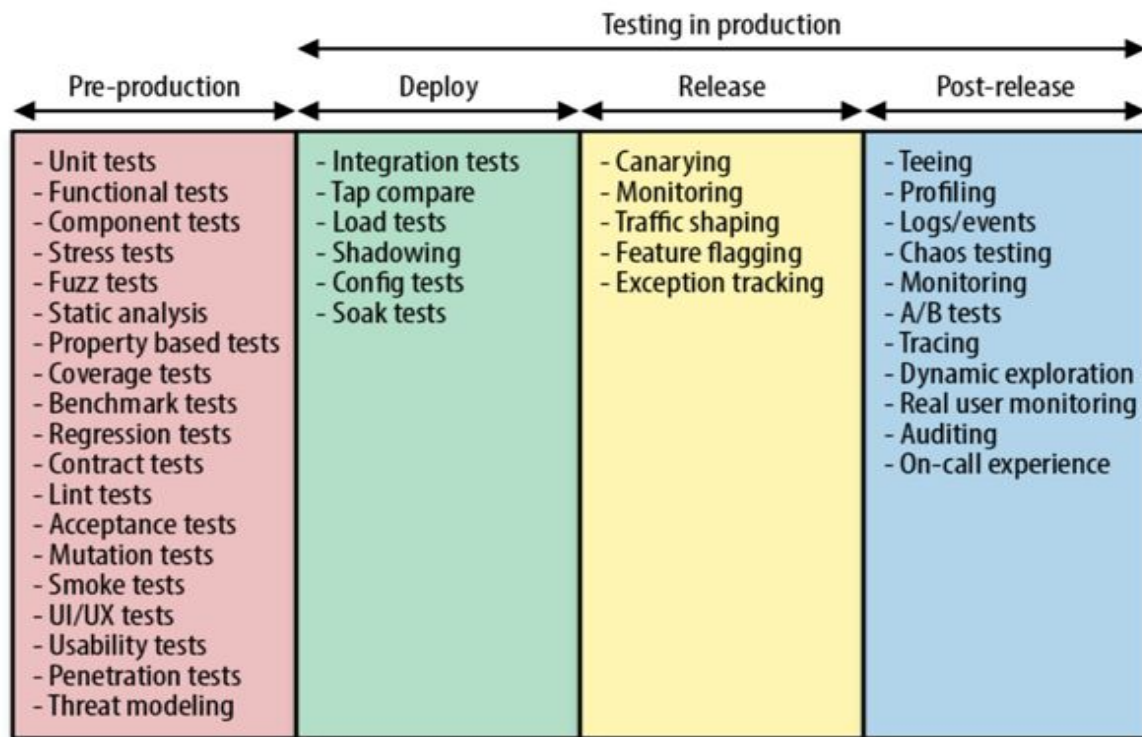 Testing in production
Pre-production
Deploy
Release
Post-release
- Unit tests
- Functional tests
- Component tests
- Stress tests
- Fuzz tests
- Static analysis
- Property based tests
- Coverage tests
- Benchmark tests
- Regression tests
- Contract tests
- Lint tests
- Acceptance tests
- Mutation tests
- Smoke tests
- UI/UX tests
- Usability tests
- Penetration tests
- Threat modeling
- Integration tests
- Tap compare
- Load tests
- Shadowing
- Config tests
- Soak tests
- Canarying
- Monitoring
- Traffic shaping
- Feature flagging
- Exception tracking
- Teeing
- Profiling
- Logs/events
- Chaos testing
- Monitoring
- A/B tests
- Tracing
- Dynamic exploration
- Real user monitoring
- Auditing
- On-call experience